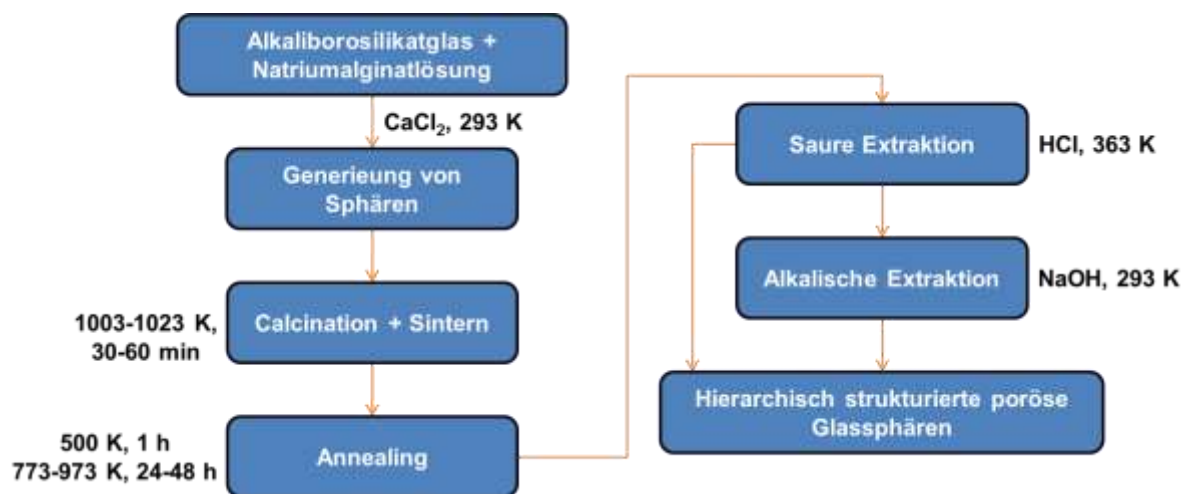 Alkaliborosilikatglas +
Natriumalginatlösung
CaCl₂, 293 K
Generieung von
Sphären
1003-1023 K,
30-60 min
Calcination + Sintern
500 K, 1 h
773-973 K, 24-48 h
Annealing
Saure Extraktion
HCl, 363 K
Alkalische Extraktion
NaOH, 293 K
Hierarchisch strukturierte poröse
Glassphären